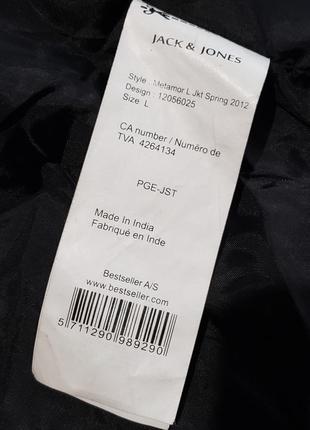 JACK & JONES
Style : Metamor L Jkt Spring 2012
Design : 12056025
Size L
CA number / Numéro de
TVA 4264134
PGE-JST
Made In India
Fabriqué en Inde
Bestseller A/S
www.bestseller.com
5 711290 989290